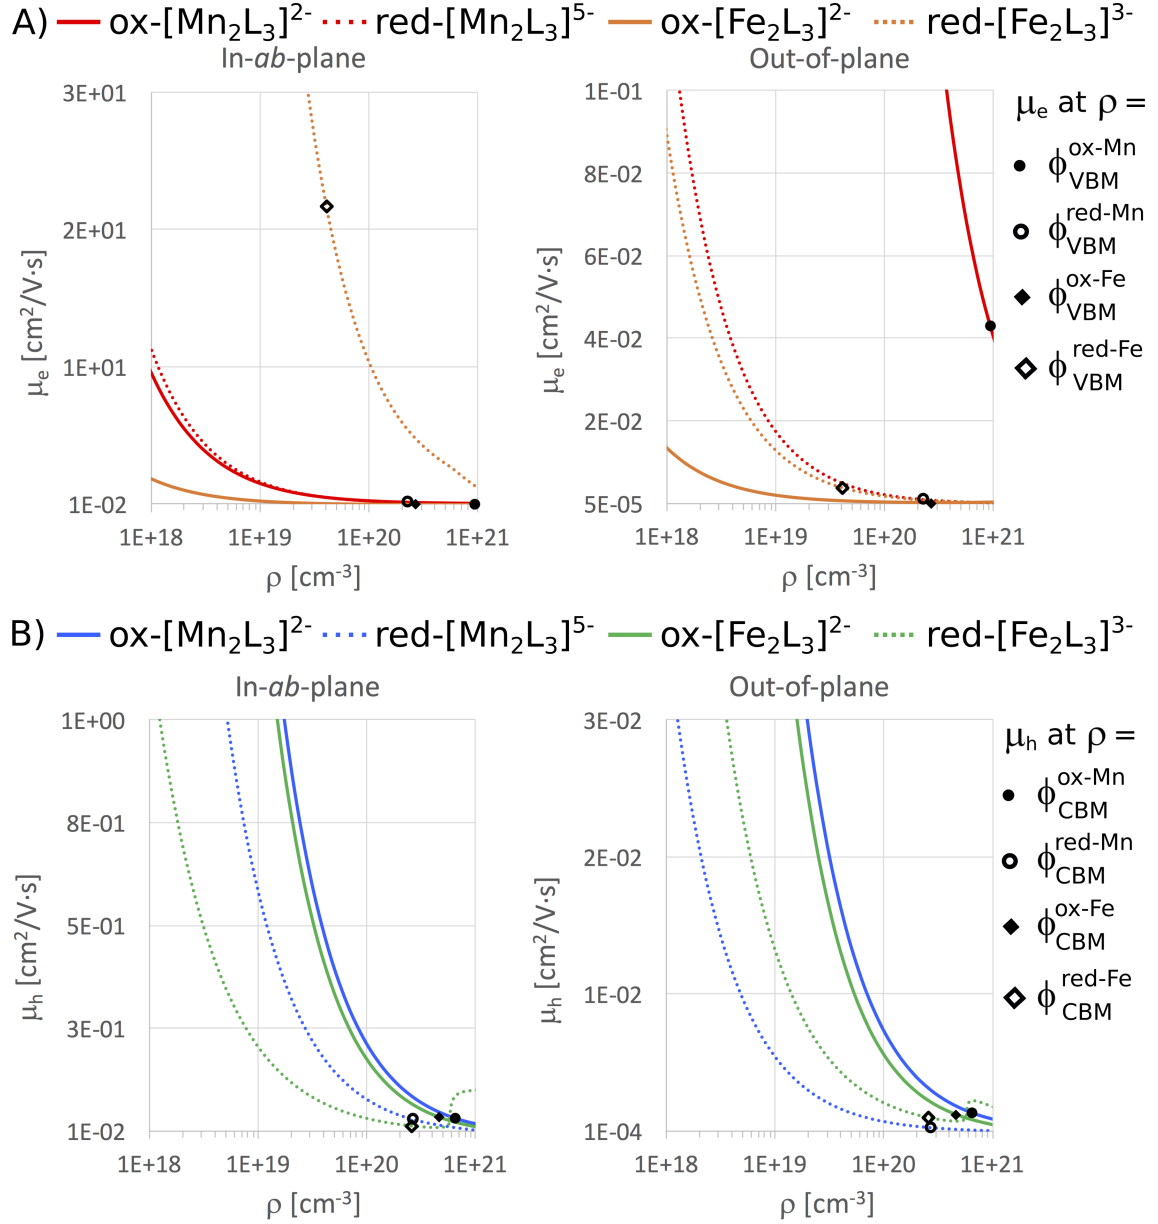 A) ox-[Mn₂L₃]²⁻ red-[Mn₂L₃]⁵⁻ ox-[Fe₂L₃]²⁻ red-[Fe₂L₃]³⁻
In-ab-plane
3E+01
2E+01
1E+01
1E-02
μₑ [cm²/V·s]
1E+18 1E+19 1E+20 1E+21
ρ [cm⁻³]
Out-of-plane
1E-01
8E-02
6E-02
4E-02
2E-02
5E-05
μₑ [cm²/V·s]
1E+18 1E+19 1E+20 1E+21
ρ [cm⁻³]
μₑ at ρ =
ϕ ox-Mn VBM
ϕ red-Mn VBM
ϕ ox-Fe VBM
ϕ red-Fe VBM
B) ox-[Mn₂L₃]²⁻ red-[Mn₂L₃]⁵⁻ ox-[Fe₂L₃]²⁻ red-[Fe₂L₃]³⁻
In-ab-plane
1E+00
8E-01
5E-01
3E-01
1E-02
μₕ [cm²/V·s]
1E+18 1E+19 1E+20 1E+21
ρ [cm⁻³]
Out-of-plane
3E-02
2E-02
1E-02
1E-04
μₕ [cm²/V·s]
1E+18 1E+19 1E+20 1E+21
ρ [cm⁻³]
μₕ at ρ =
ϕ ox-Mn CBM
ϕ red-Mn CBM
ϕ ox-Fe CBM
ϕ red-Fe CBM